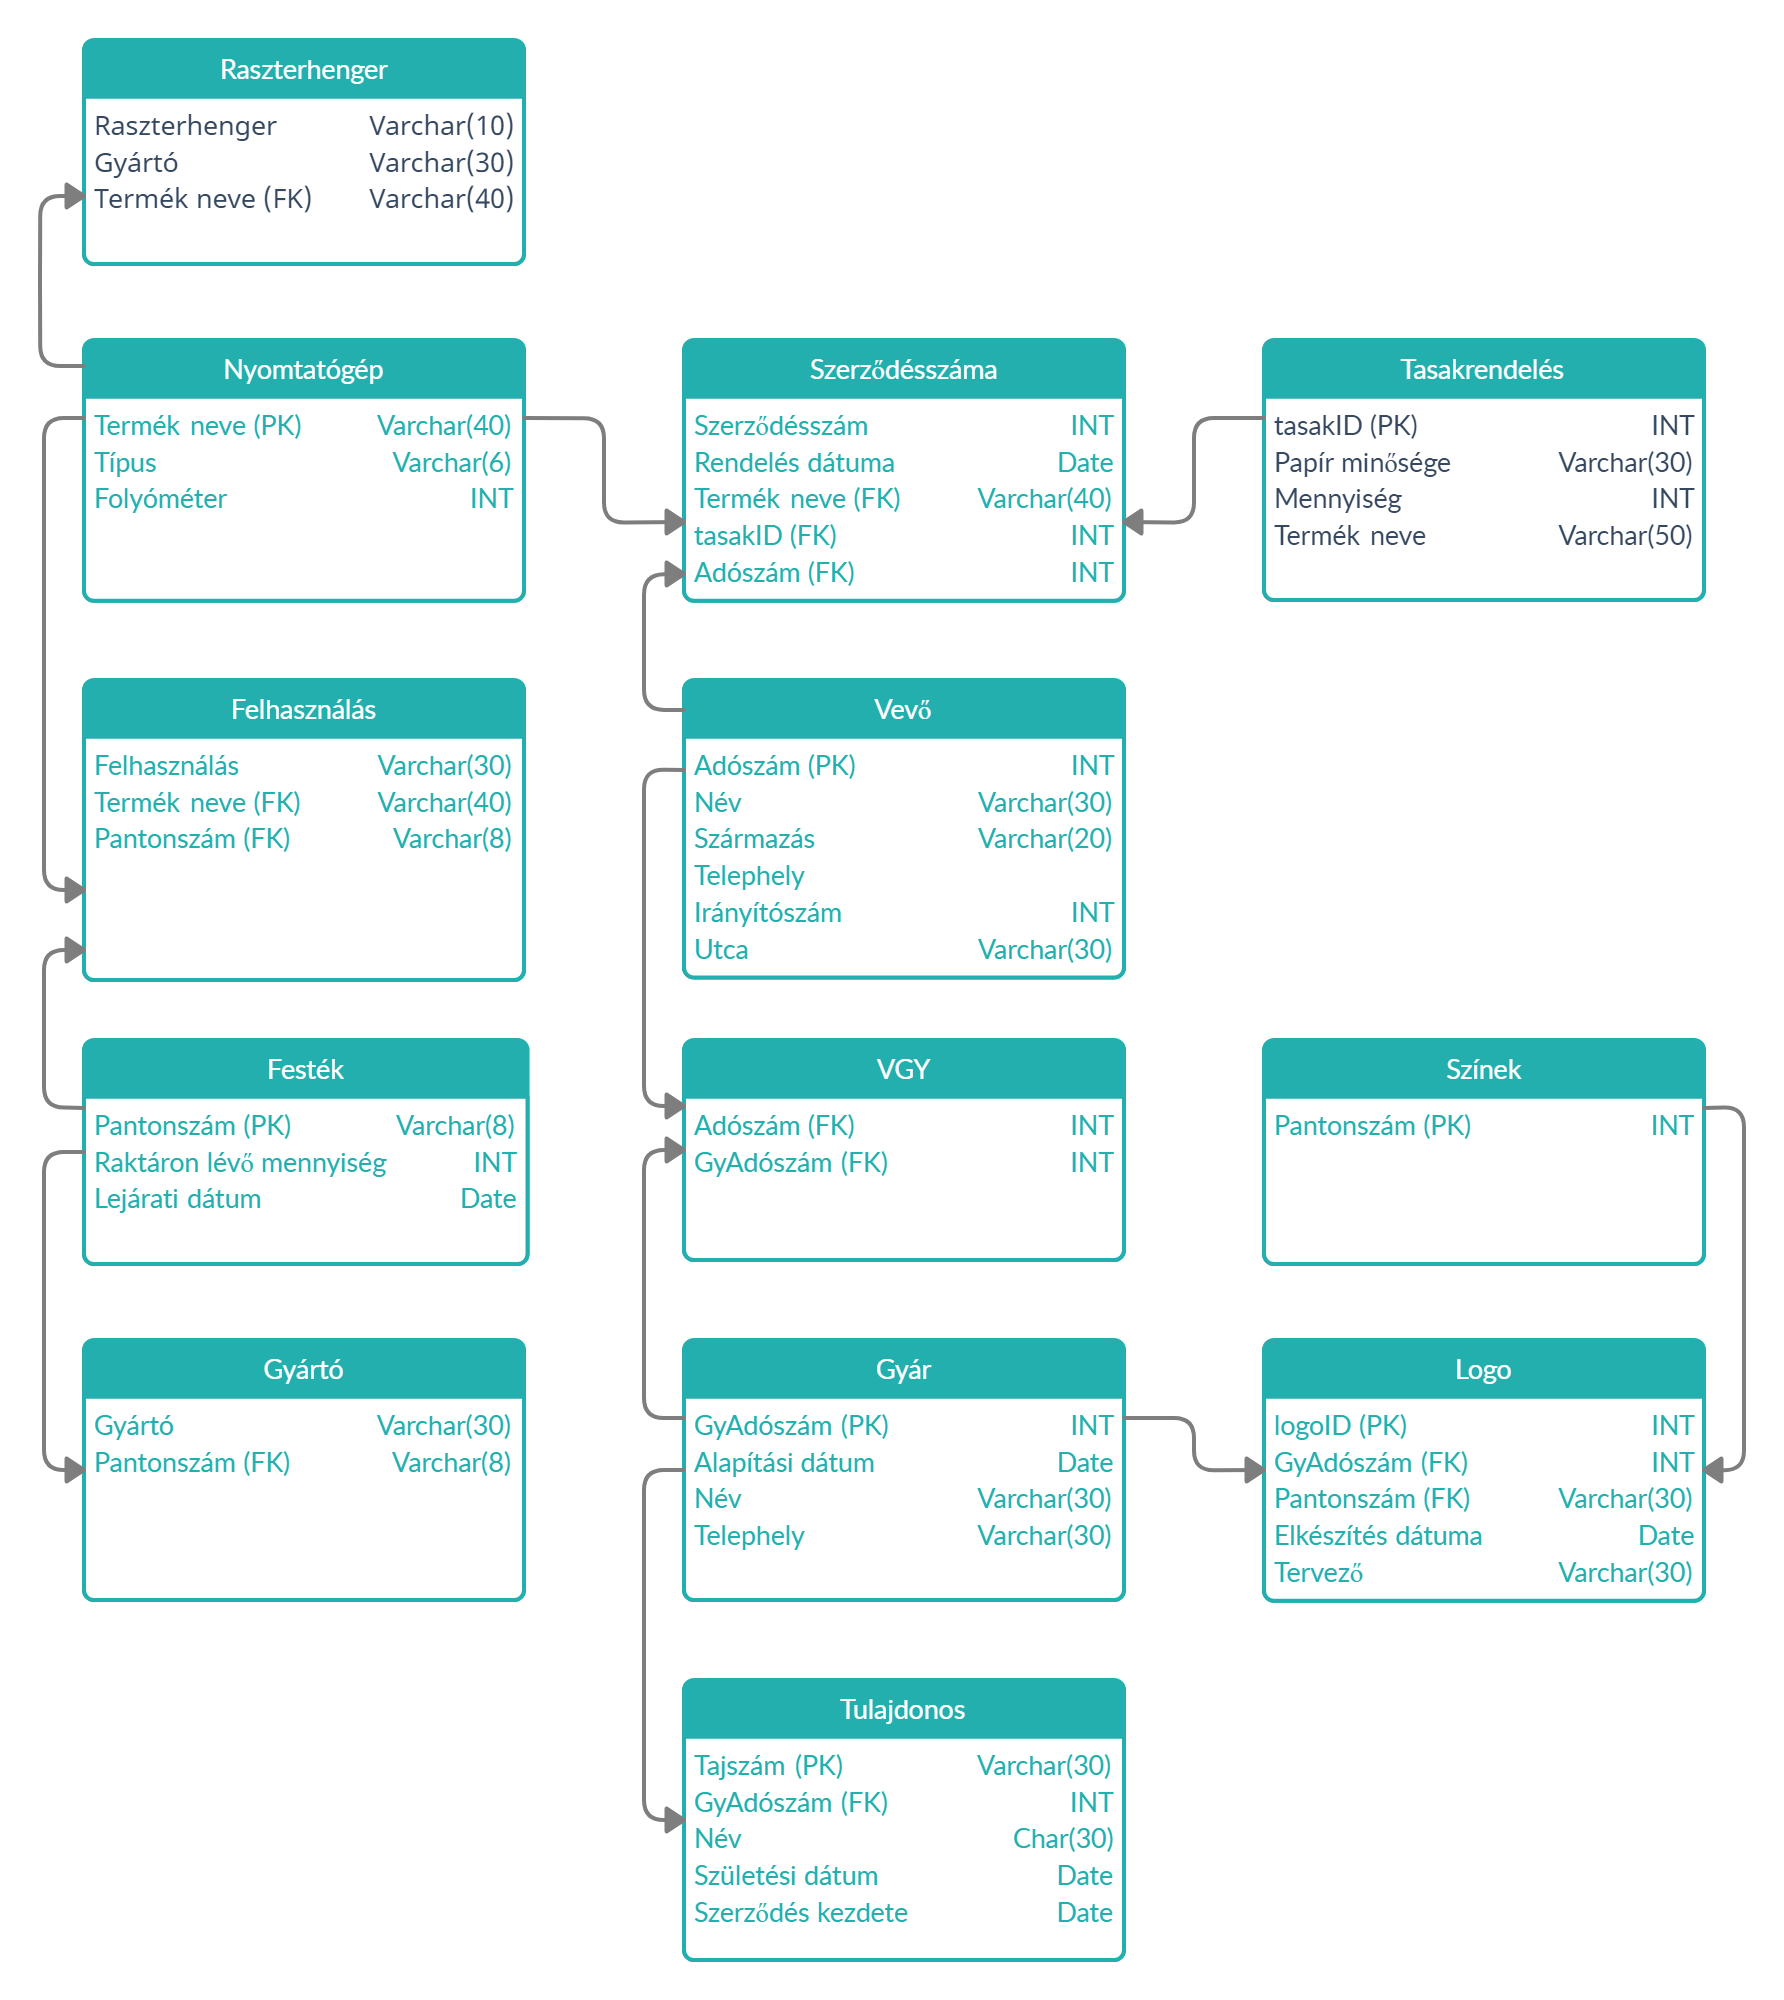 Raszterhenger
Raszterhenger Varchar(10)
Gyártó Varchar(30)
Termék neve (FK) Varchar(40)
Nyomtatógép
Termék neve (PK) Varchar(40)
Típus Varchar(6)
Folyóméter INT
Szerződésszáma
Szerződésszám INT
Rendelés dátuma Date
Termék neve (FK) Varchar(40)
tasakID (FK) INT
Adószám (FK) INT
Tasakrendelés
tasakID (PK) INT
Papír minősége Varchar(30)
Mennyiség INT
Termék neve Varchar(50)
Felhasználás
Felhasználás Varchar(30)
Termék neve (FK) Varchar(40)
Pantonszám (FK) Varchar(8)
Vevő
Adószám (PK) INT
Név Varchar(30)
Származás Varchar(20)
Telephely
Irányítószám INT
Utca Varchar(30)
Festék
Pantonszám (PK) Varchar(8)
Raktáron lévő mennyiség INT
Lejárati dátum Date
VGY
Adószám (FK) INT
GyAdószám (FK) INT
Színek
Pantonszám (PK) INT
Gyártó
Gyártó Varchar(30)
Pantonszám (FK) Varchar(8)
Gyár
GyAdószám (PK) INT
Alapítási dátum Date
Név Varchar(30)
Telephely Varchar(30)
Logo
logoID (PK) INT
GyAdószám (FK) INT
Pantonszám (FK) Varchar(30)
Elkészítés dátuma Date
Tervező Varchar(30)
Tulajdonos
Tajszám (PK) Varchar(30)
GyAdószám (FK) INT
Név Char(30)
Születési dátum Date
Szerződés kezdete Date